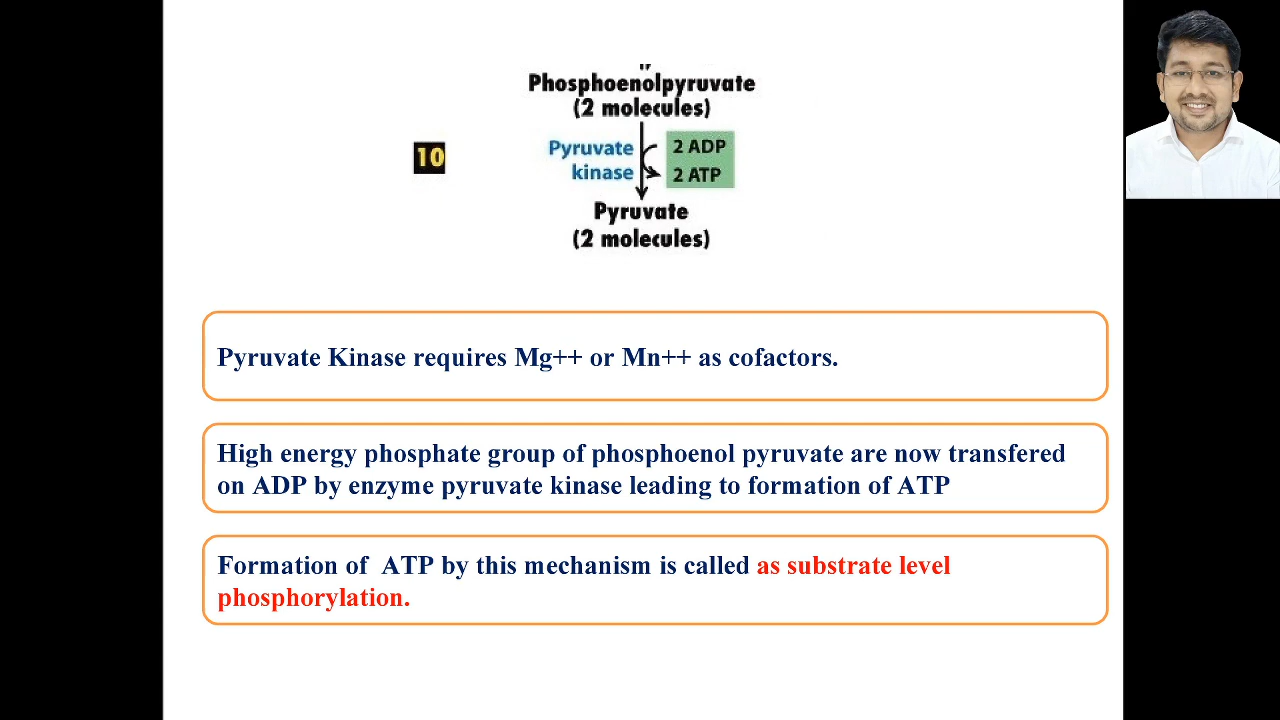 Phosphoenolpyruvate
(2 molecules)
10
Pyruvate
kinase
2 ADP
2 ATP
Pyruvate
(2 molecules)
Pyruvate Kinase requires Mg++ or Mn++ as cofactors.
High energy phosphate group of phosphoenol pyruvate are now transfered
on ADP by enzyme pyruvate kinase leading to formation of ATP
Formation of  ATP by this mechanism is called as substrate level
phosphorylation.